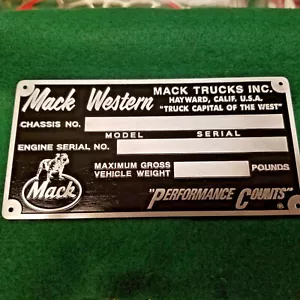 Mack Western
MACK TRUCKS INC.
HAYWARD, CALIF. U.S.A.
"TRUCK CAPITAL OF THE WEST"
CHASSIS NO.
MODEL SERIAL
ENGINE SERIAL NO.
MAXIMUM GROSS
VEHICLE WEIGHT
POUNDS
Mack
"PERFORMANCE COUNTS"
®